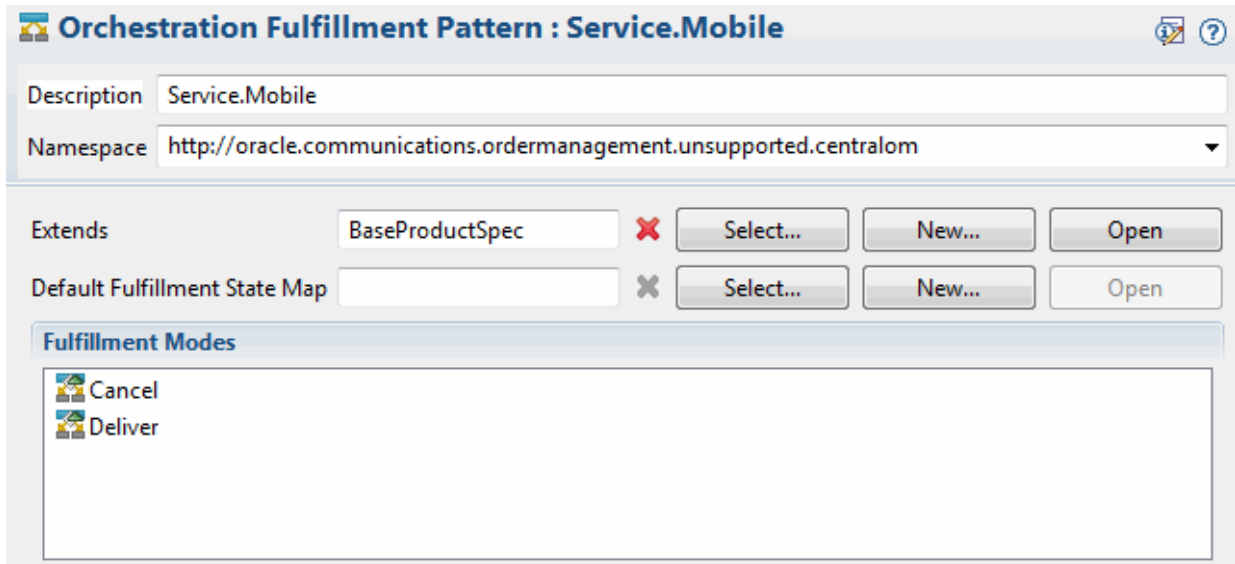 Orchestration Fulfillment Pattern : Service.Mobile
Description Service.Mobile
Namespace http://oracle.communications.ordermanagement.unsupported.centralom
Extends BaseProductSpec Select... New... Open
Default Fulfillment State Map Select... New... Open
Fulfillment Modes
Cancel
Deliver